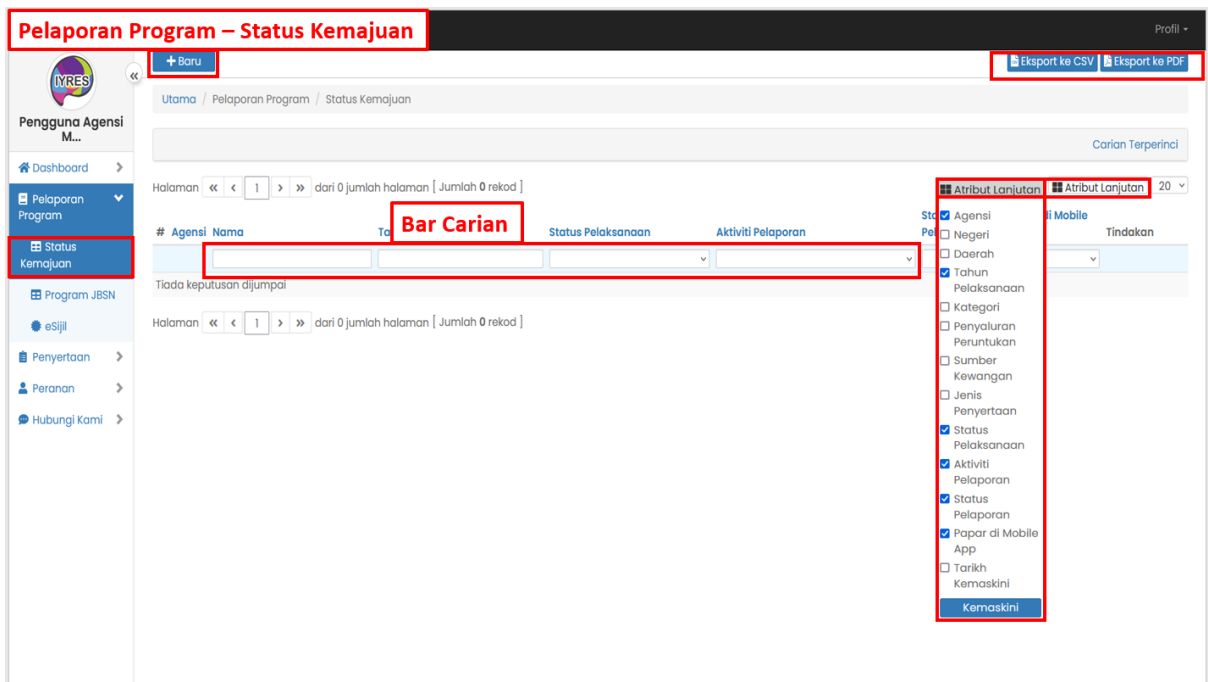 Pelaporan Program – Status Kemajuan
Profil
IYRES
Pengguna Agensi
M...
Dashboard
Pelaporan
Program
Status
Kemajuan
Program JBSN
eSijil
Penyertaan
Peranan
Hubungi Kami
+ Baru
Eksport ke CSV
Eksport ke PDF
Utama / Pelaporan Program / Status Kemajuan
Carian Terperinci
Halaman « ‹ 1 › » dari 0 jumlah halaman [ Jumlah 0 rekod ]
Atribut Lanjutan
20
Bar Carian
# Agensi Nama Ta Status Pelaksanaan Aktiviti Pelaporan Sta Pel di Mobile Tindakan
Tiada keputusan dijumpai
Halaman « ‹ 1 › » dari 0 jumlah halaman [ Jumlah 0 rekod ]
Atribut Lanjutan
Agensi
Negeri
Daerah
Tahun
Pelaksanaan
Kategori
Penyaluran
Peruntukan
Sumber
Kewangan
Jenis
Penyertaan
Status
Pelaksanaan
Aktiviti
Pelaporan
Status
Pelaporan
Papar di Mobile
App
Tarikh
Kemaskini
Kemaskini